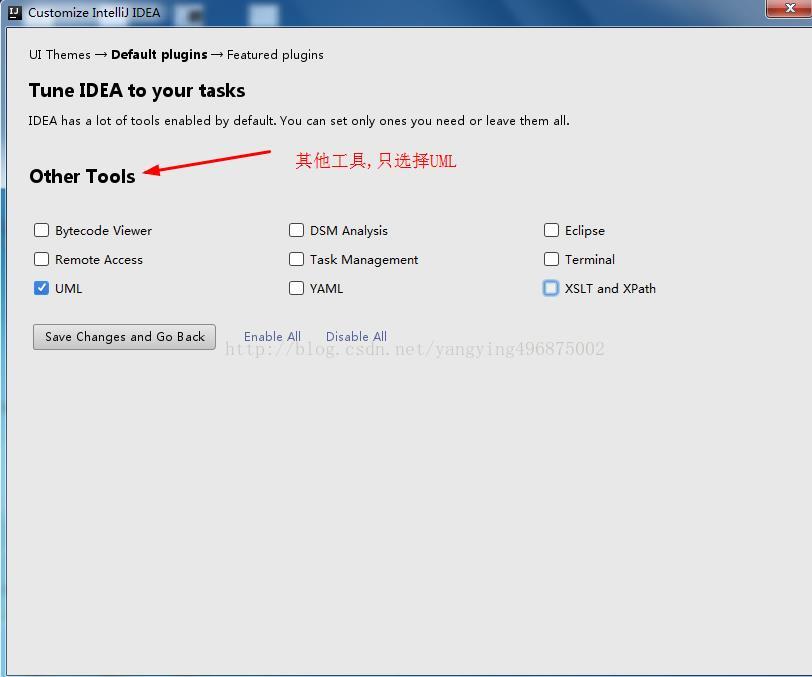 IJ Customize IntelliJ IDEA
UI Themes → Default plugins → Featured plugins
Tune IDEA to your tasks
IDEA has a lot of tools enabled by default. You can set only ones you need or leave them all.
其他工具,只选择UML
Other Tools
Bytecode Viewer DSM Analysis Eclipse
Remote Access Task Management Terminal
UML YAML XSLT and XPath
Save Changes and Go Back Enable All Disable All
http://blog.csdn.net/yangying496875002